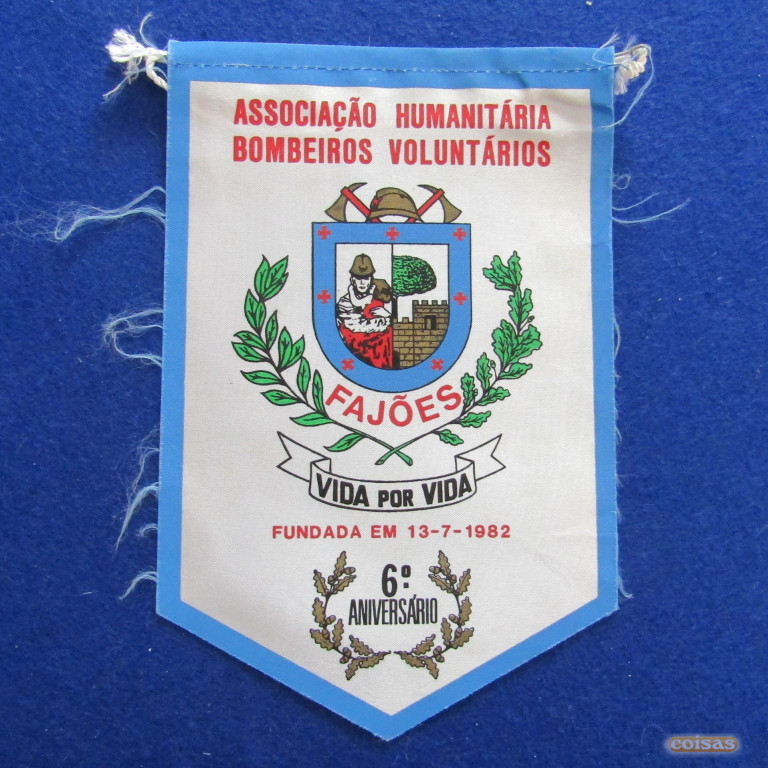 ASSOCIAÇÃO HUMANITÁRIA
BOMBEIROS VOLUNTÁRIOS
FAJÕES
VIDA POR VIDA
FUNDADA EM 13-7-1982
6º
ANIVERSÁRIO
coisas